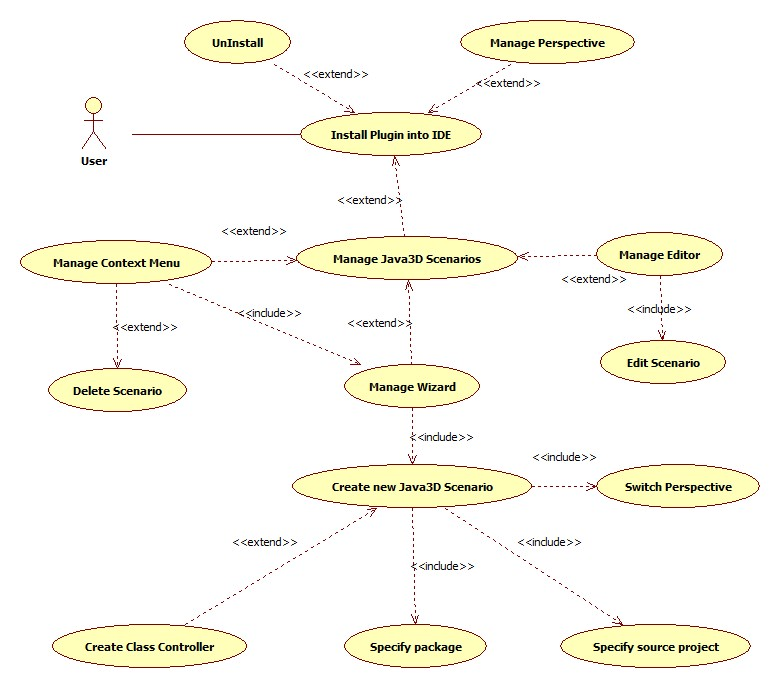 UnInstall
Manage Perspective
<<extend>>
<<extend>>
Install Plugin into IDE
User
<<extend>>
<<extend>>
Manage Context Menu
Manage Java3D Scenarios
Manage Editor
<<extend>>
<<include>>
<<include>>
<<extend>>
<<extend>>
Edit Scenario
Delete Scenario
Manage Wizard
<<include>>
<<include>>
Create new Java3D Scenario
Switch Perspective
<<extend>>
<<include>>
<<include>>
Create Class Controller
Specify package
Specify source project